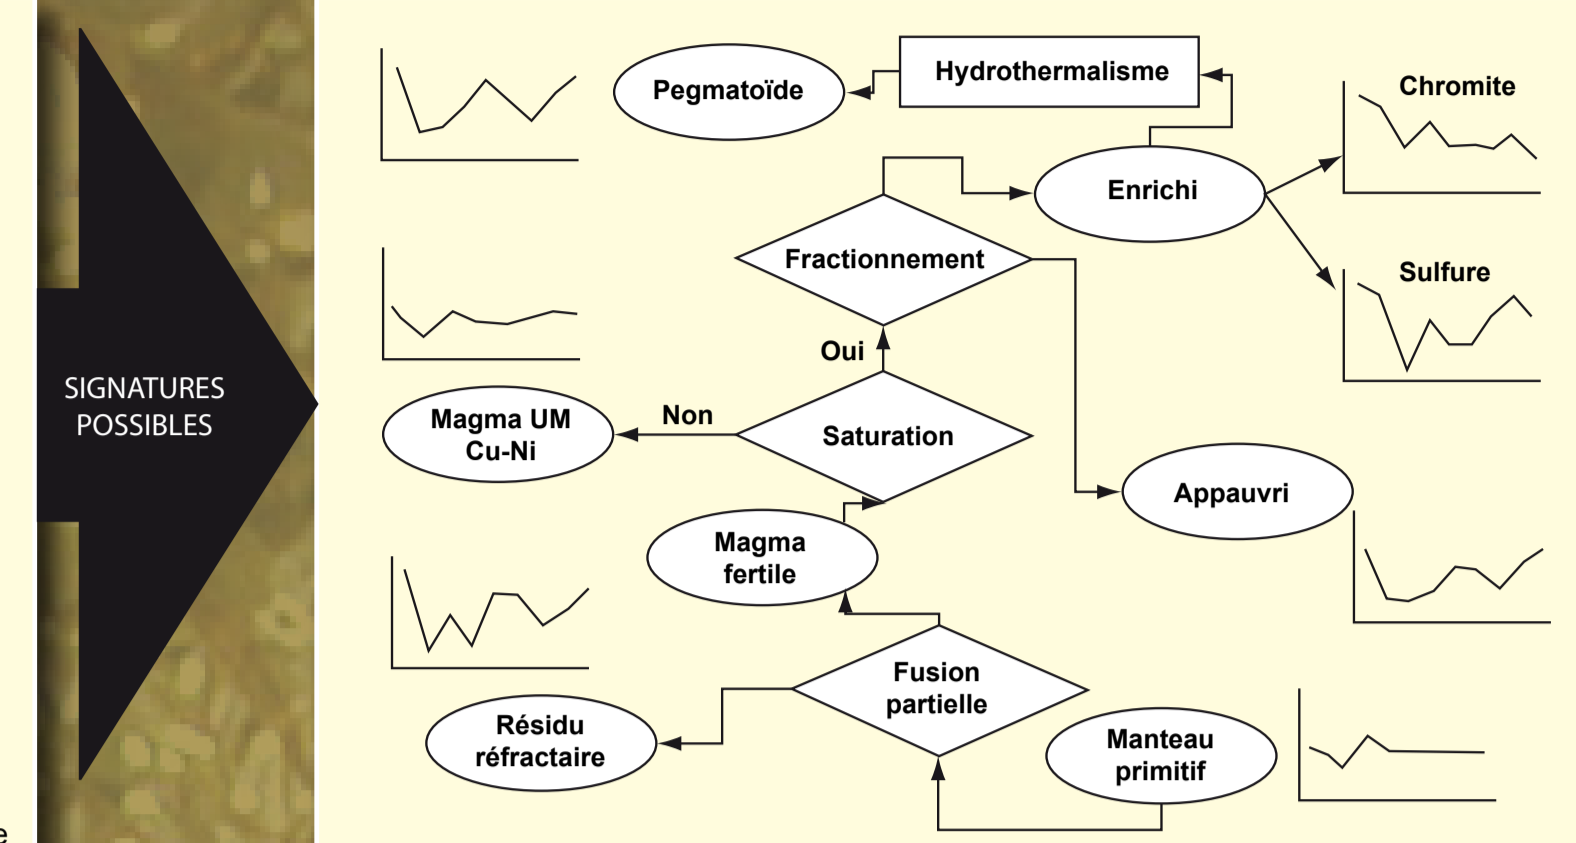 SIGNATURES
POSSIBLES
Pegmatoïde
Hydrothermalisme
Chromite
Enrichi
Fractionnement
Sulfure
Oui
Magma UM
Cu-Ni
Non
Saturation
Appauvri
Magma
fertile
Fusion
partielle
Résidu
réfractaire
Manteau
primitif
e